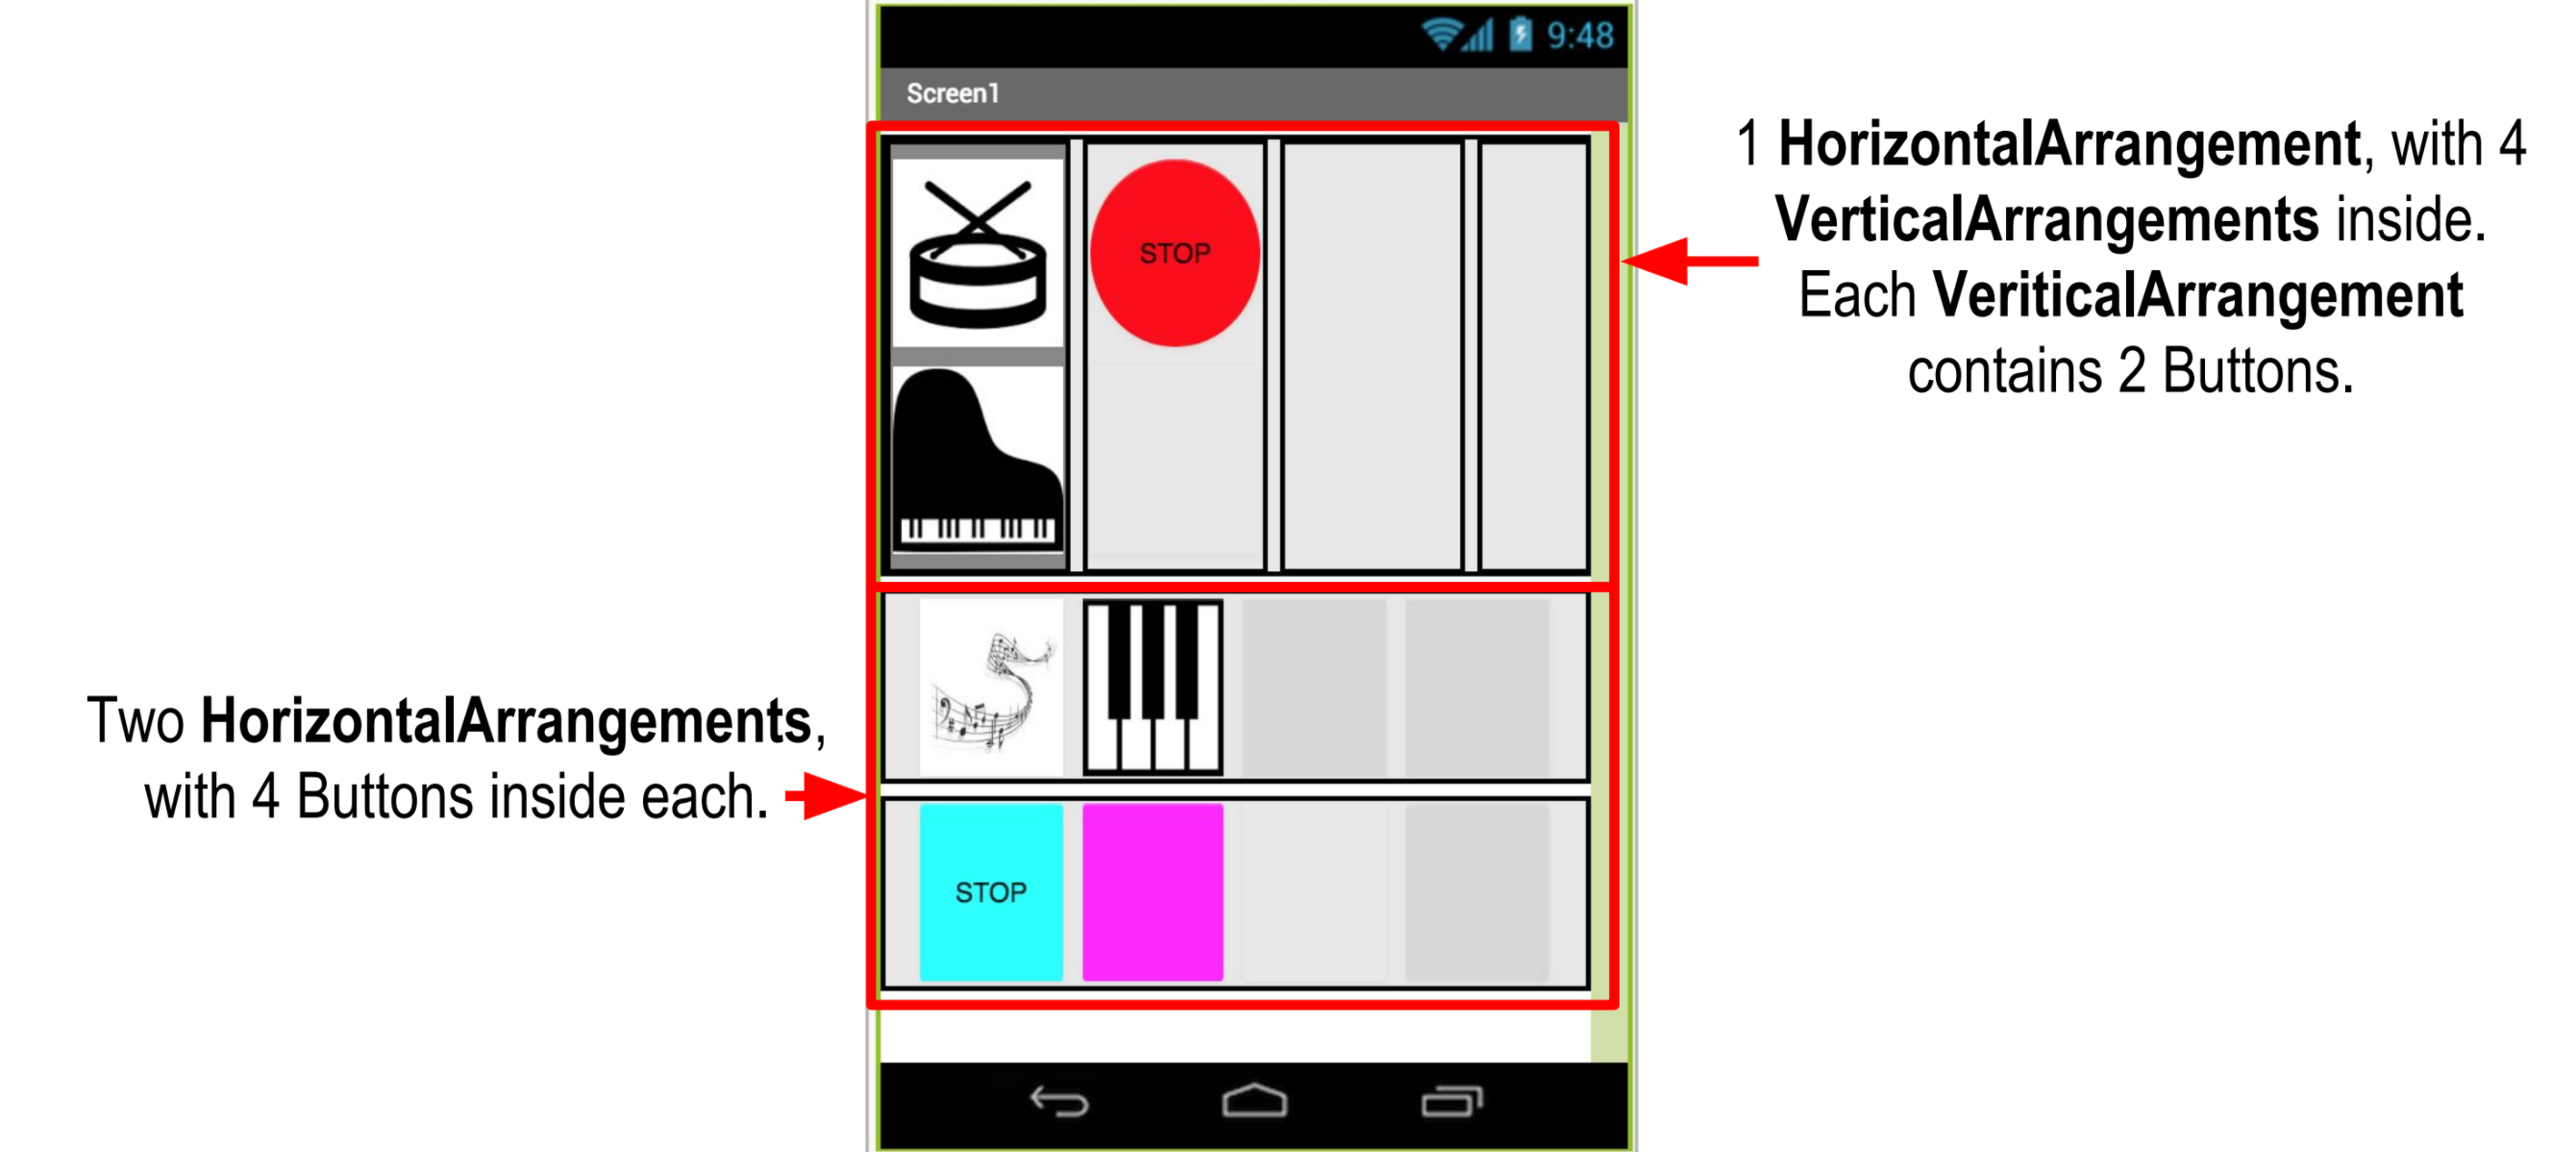 9:48
Screen1
1 HorizontalArrangement, with 4
VerticalArrangements inside.
Each VeriticalArrangement
contains 2 Buttons.
STOP
Two HorizontalArrangements,
with 4 Buttons inside each.
STOP